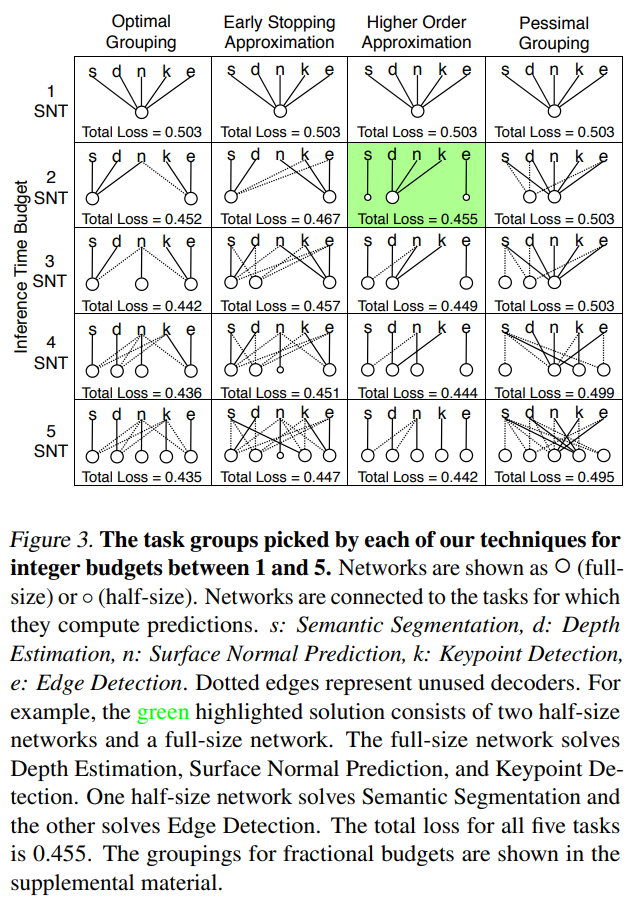 Optimal Grouping
Early Stopping Approximation
Higher Order Approximation
Pessimal Grouping
Inference Time Budget
1 SNT
s d n k e
s d n k e
s d n k e
s d n k e
Total Loss = 0.503
Total Loss = 0.503
Total Loss = 0.503
Total Loss = 0.503
2 SNT
s d n k e
s d n k e
s d n k e
s d n k e
Total Loss = 0.452
Total Loss = 0.467
Total Loss = 0.455
Total Loss = 0.503
3 SNT
s d n k e
s d n k e
s d n k e
s d n k e
Total Loss = 0.442
Total Loss = 0.457
Total Loss = 0.449
Total Loss = 0.503
4 SNT
s d n k e
s d n k e
s d n k e
s d n k e
Total Loss = 0.436
Total Loss = 0.451
Total Loss = 0.444
Total Loss = 0.499
5 SNT
s d n k e
s d n k e
s d n k e
s d n k e
Total Loss = 0.435
Total Loss = 0.447
Total Loss = 0.442
Total Loss = 0.495
Figure 3. The task groups picked by each of our techniques for
integer budgets between 1 and 5. Networks are shown as ○ (full-
size) or ○ (half-size). Networks are connected to the tasks for which
they compute predictions. s: Semantic Segmentation, d: Depth
Estimation, n: Surface Normal Prediction, k: Keypoint Detection,
e: Edge Detection. Dotted edges represent unused decoders. For
example, the green highlighted solution consists of two half-size
networks and a full-size network. The full-size network solves
Depth Estimation, Surface Normal Prediction, and Keypoint De-
tection. One half-size network solves Semantic Segmentation and
the other solves Edge Detection. The total loss for all five tasks
is 0.455. The groupings for fractional budgets are shown in the
supplemental material.